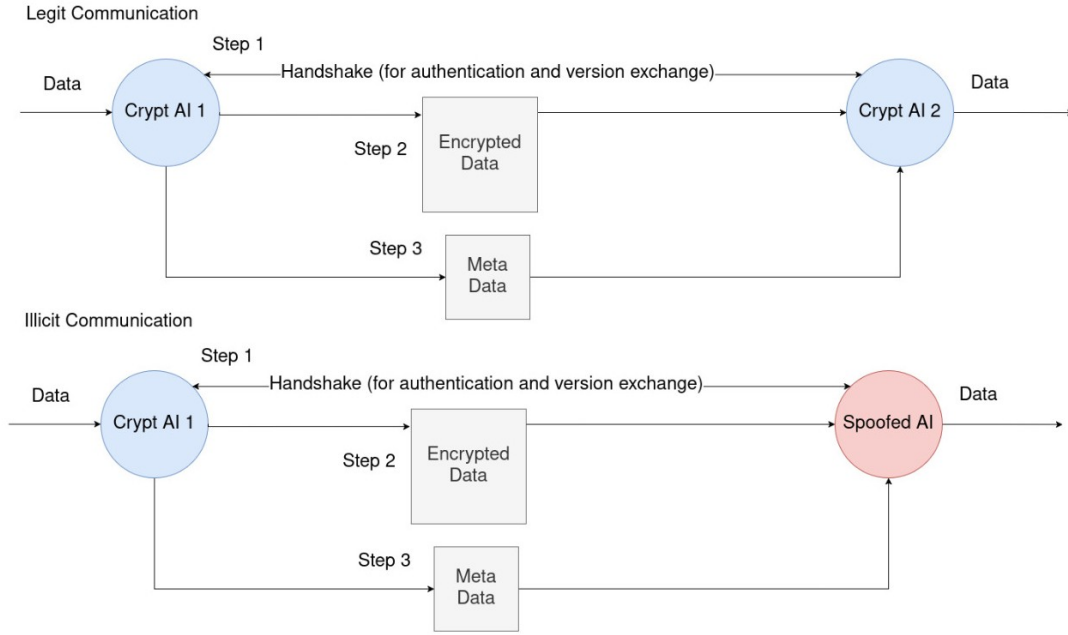 Legit Communication
Step 1
Handshake (for authentication and version exchange)
Data
Crypt AI 1
Crypt AI 2
Data
Step 2
Encrypted
Data
Step 3
Meta
Data
Illicit Communication
Step 1
Handshake (for authentication and version exchange)
Data
Crypt AI 1
Spoofed AI
Data
Step 2
Encrypted
Data
Step 3
Meta
Data